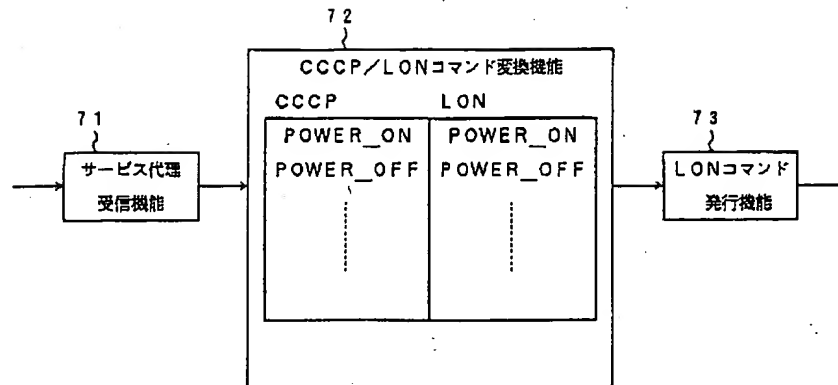 72
CCCP/LONコマンド変換機能
CCCP LON
71
サービス代理
受信機能
POWER_ON POWER_ON
POWER_OFF POWER_OFF
73
LONコマンド
発行機能